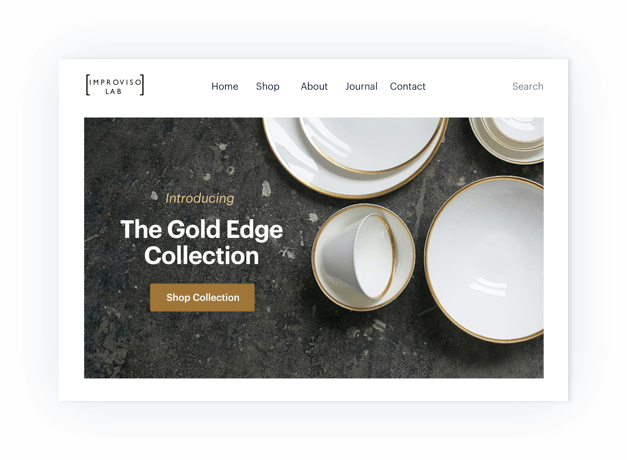 IMPROVISO
LAB
Home Shop About Journal Contact
Search
Introducing
The Gold Edge
Collection
Shop Collection